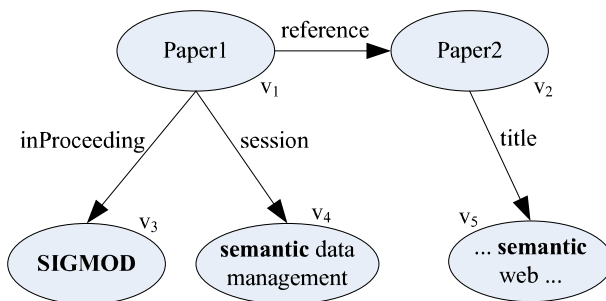 reference
Paper1
Paper2
v1
v2
inProceeding
session
title
v3
v4
v5
SIGMOD
semantic data
management
... semantic
web ...